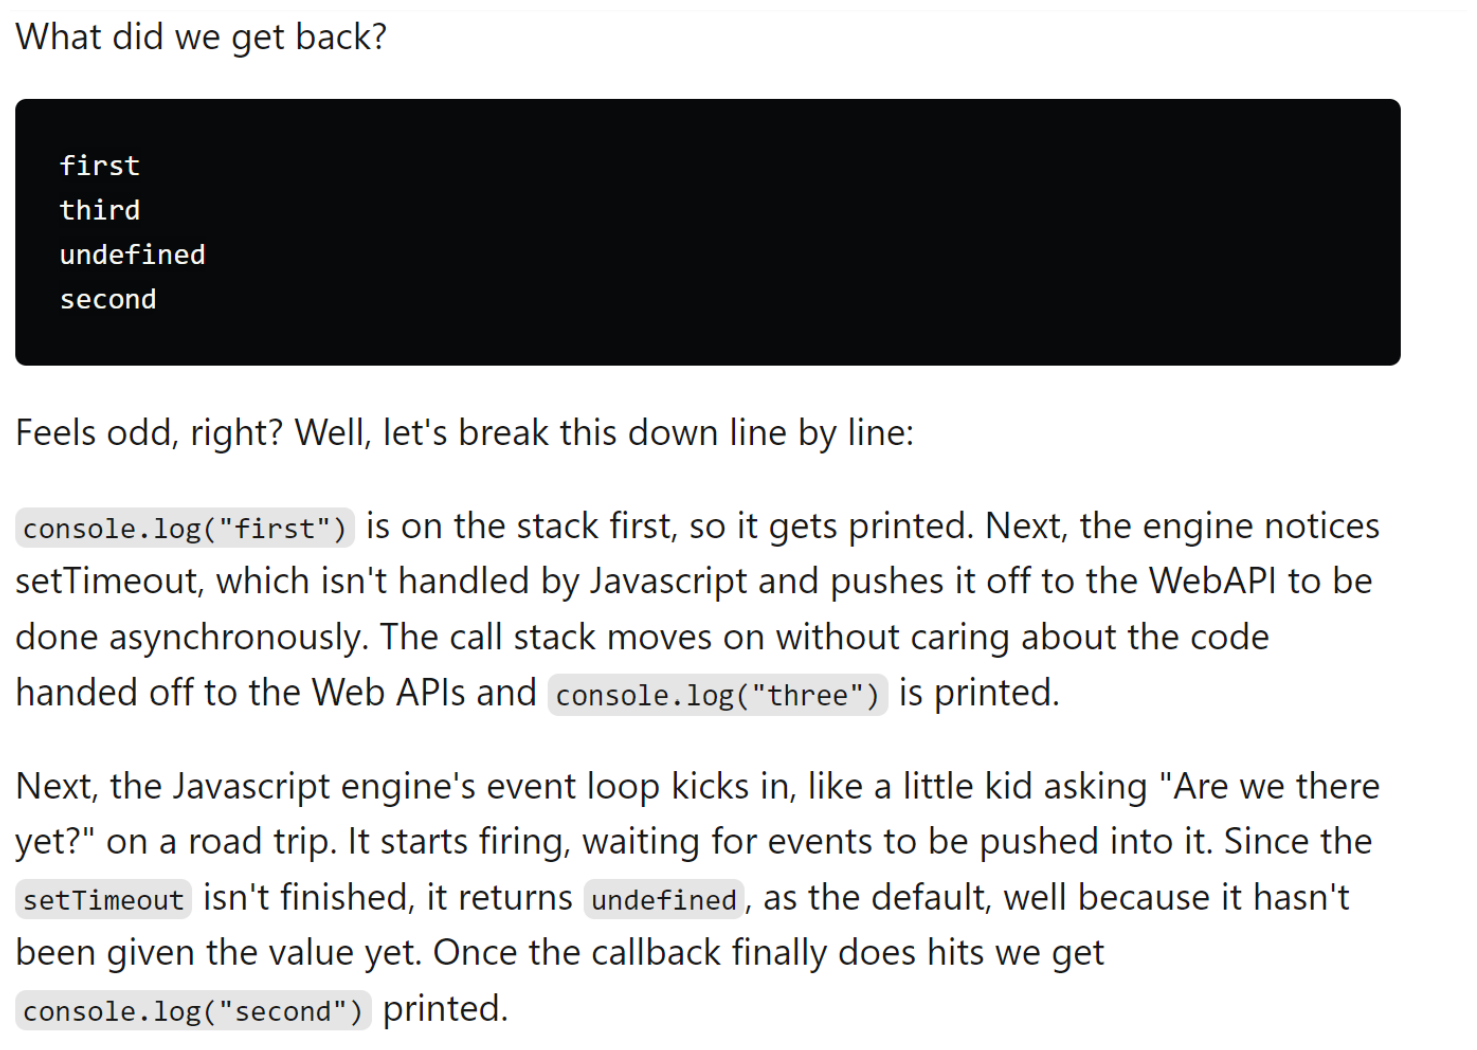 What did we get back?
first
third
undefined
second
Feels odd, right? Well, let's break this down line by line:
console.log("first") is on the stack first, so it gets printed. Next, the engine notices
setTimeout, which isn't handled by Javascript and pushes it off to the WebAPI to be
done asynchronously. The call stack moves on without caring about the code
handed off to the Web APIs and console.log("three") is printed.
Next, the Javascript engine's event loop kicks in, like a little kid asking "Are we there
yet?" on a road trip. It starts firing, waiting for events to be pushed into it. Since the
setTimeout isn't finished, it returns undefined, as the default, well because it hasn't
been given the value yet. Once the callback finally does hits we get
console.log("second") printed.